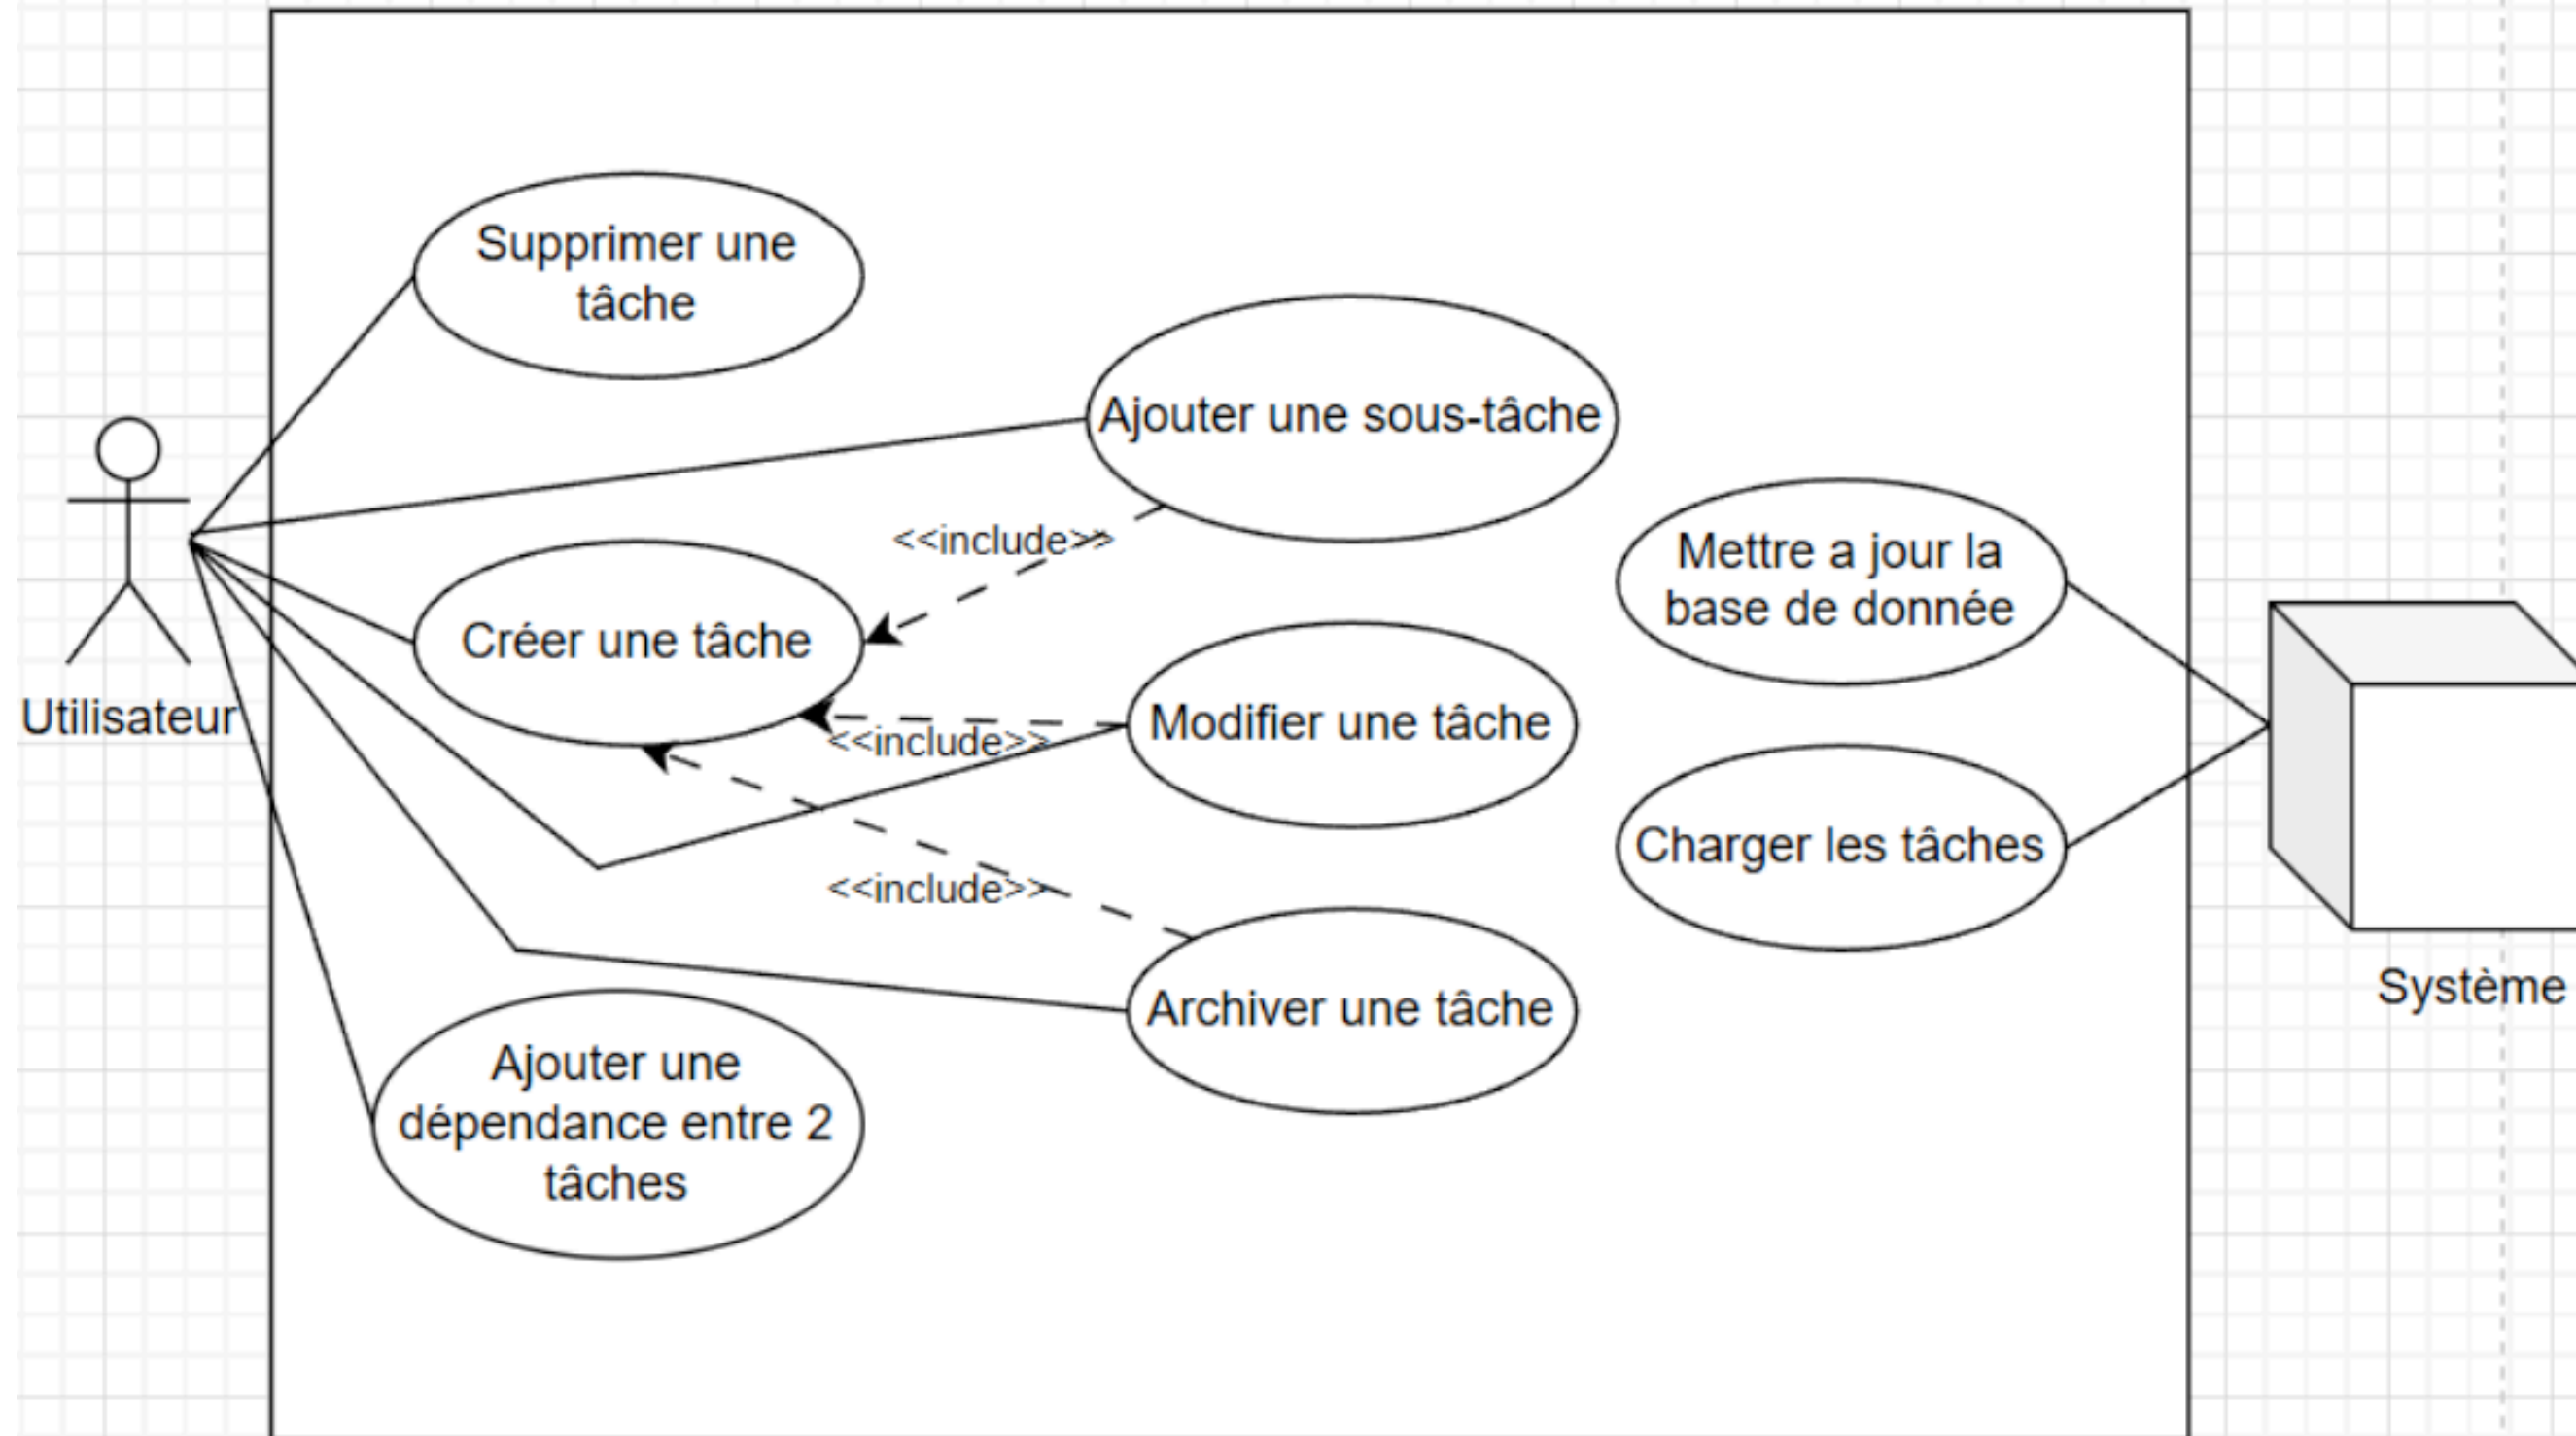 Supprimer une
tâche
Ajouter une sous-tâche
<<include>>
Mettre a jour la
base de donnée
Créer une tâche
Utilisateur
<<include>>
Modifier une tâche
Charger les tâches
<<include>>
Système
Archiver une tâche
Ajouter une
dépendance entre 2
tâches